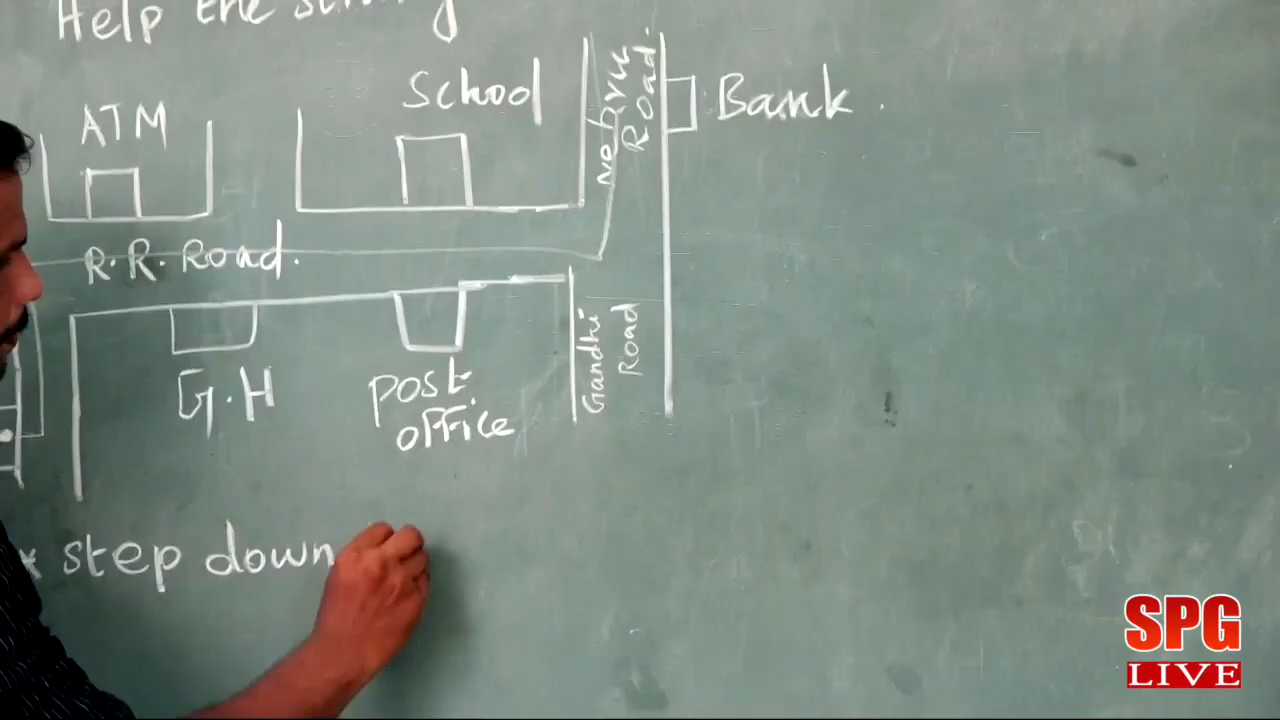 Help the
ATM
School
Nehru
Road.
Bank.
R.R. Road.
G.H
Post
office
Gandhi
Road
* step down
SPG
LIVE